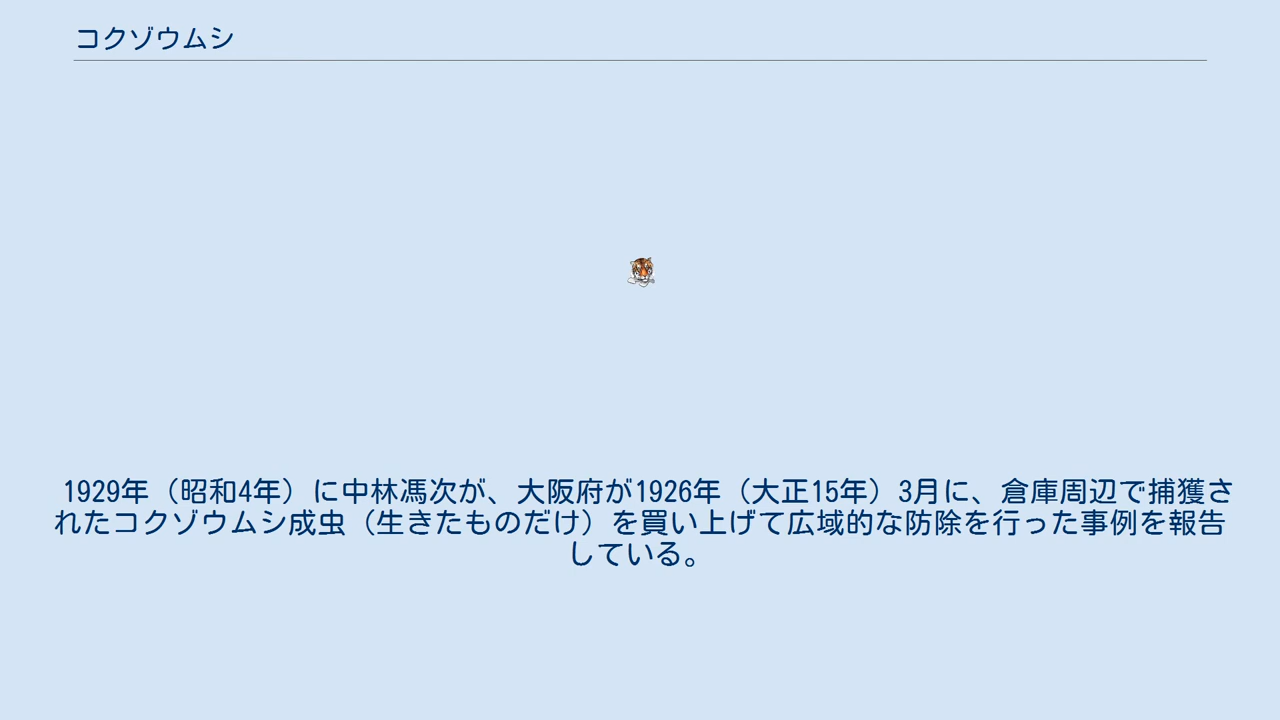 コクゾウムシ
1929年（昭和4年）に中林馮次が、大阪府が1926年（大正15年）3月に、倉庫周辺で捕獲さ
れたコクゾウムシ成虫（生きたものだけ）を買い上げて広域的な防除を行った事例を報告
している。